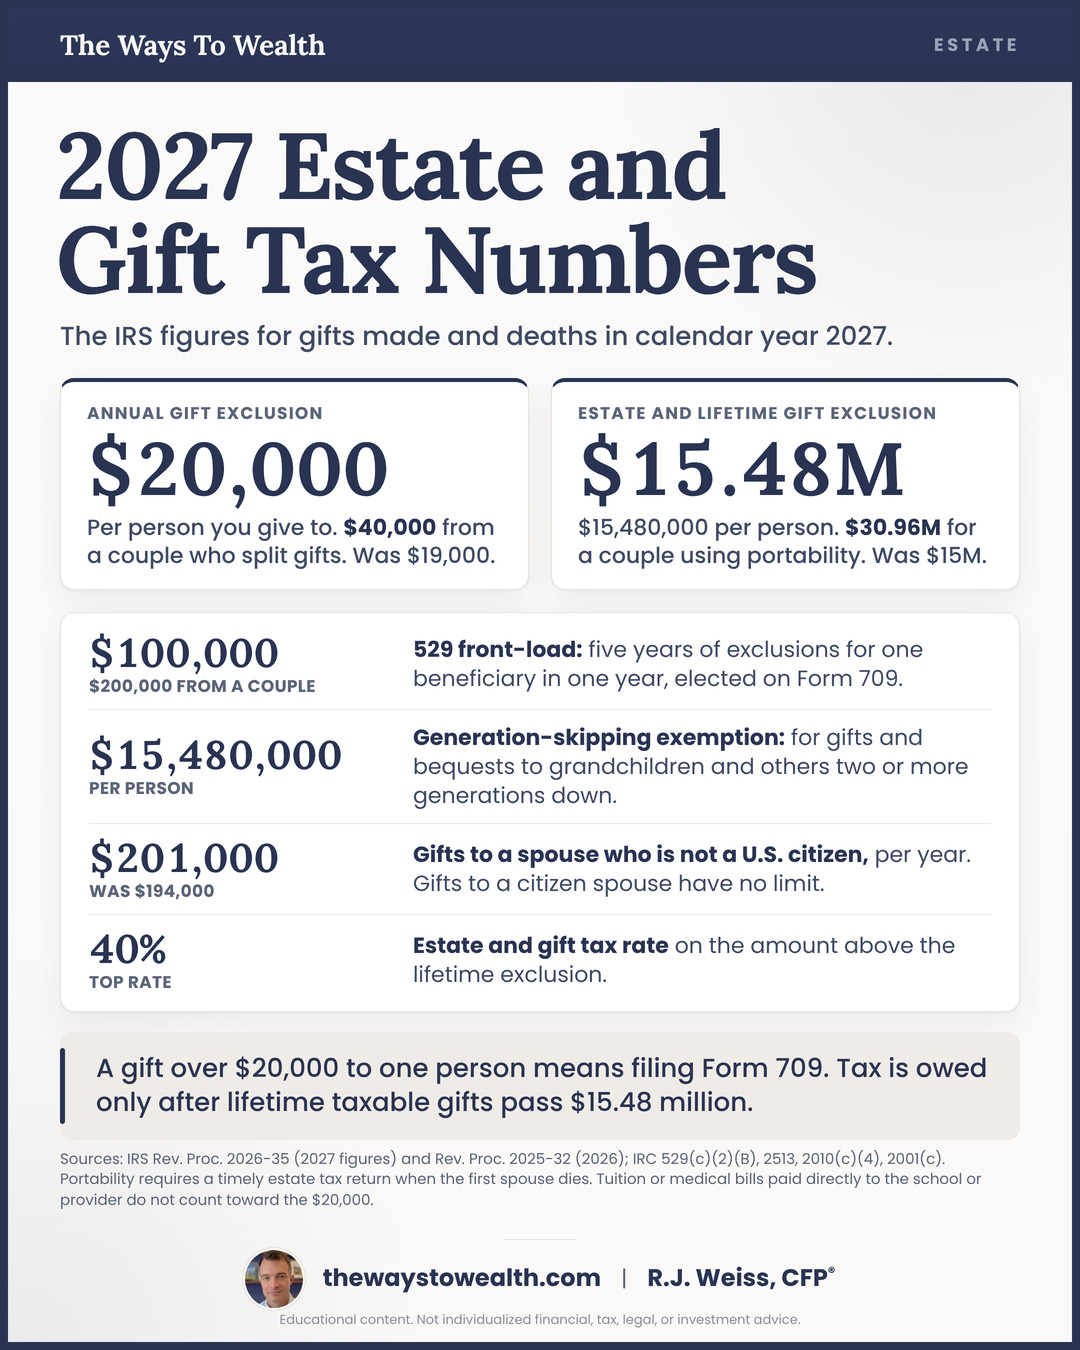 The Ways To Wealth
ESTATE
2027 Estate and
Gift Tax Numbers
The IRS figures for gifts made and deaths in calendar year 2027.
ANNUAL GIFT EXCLUSION
$20,000
Per person you give to. $40,000 from
a couple who split gifts. Was $19,000.
ESTATE AND LIFETIME GIFT EXCLUSION
$15.48M
$15,480,000 per person. $30.96M for
a couple using portability. Was $15M.
$100,000
$200,000 FROM A COUPLE
529 front-load: five years of exclusions for one
beneficiary in one year, elected on Form 709.
$15,480,000
PER PERSON
Generation-skipping exemption: for gifts and
bequests to grandchildren and others two or more
generations down.
$201,000
WAS $194,000
Gifts to a spouse who is not a U.S. citizen, per year.
Gifts to a citizen spouse have no limit.
40%
TOP RATE
Estate and gift tax rate on the amount above the
lifetime exclusion.
A gift over $20,000 to one person means filing Form 709. Tax is owed
only after lifetime taxable gifts pass $15.48 million.
Sources: IRS Rev. Proc. 2026-35 (2027 figures) and Rev. Proc. 2025-32 (2026); IRC 529(c)(2)(B), 2513, 2010(c)(4), 2001(c).
Portability requires a timely estate tax return when the first spouse dies. Tuition or medical bills paid directly to the school or
provider do not count toward the $20,000.
thewaystowealth.com | R.J. Weiss, CFP®
Educational content. Not individualized financial, tax, legal, or investment advice.